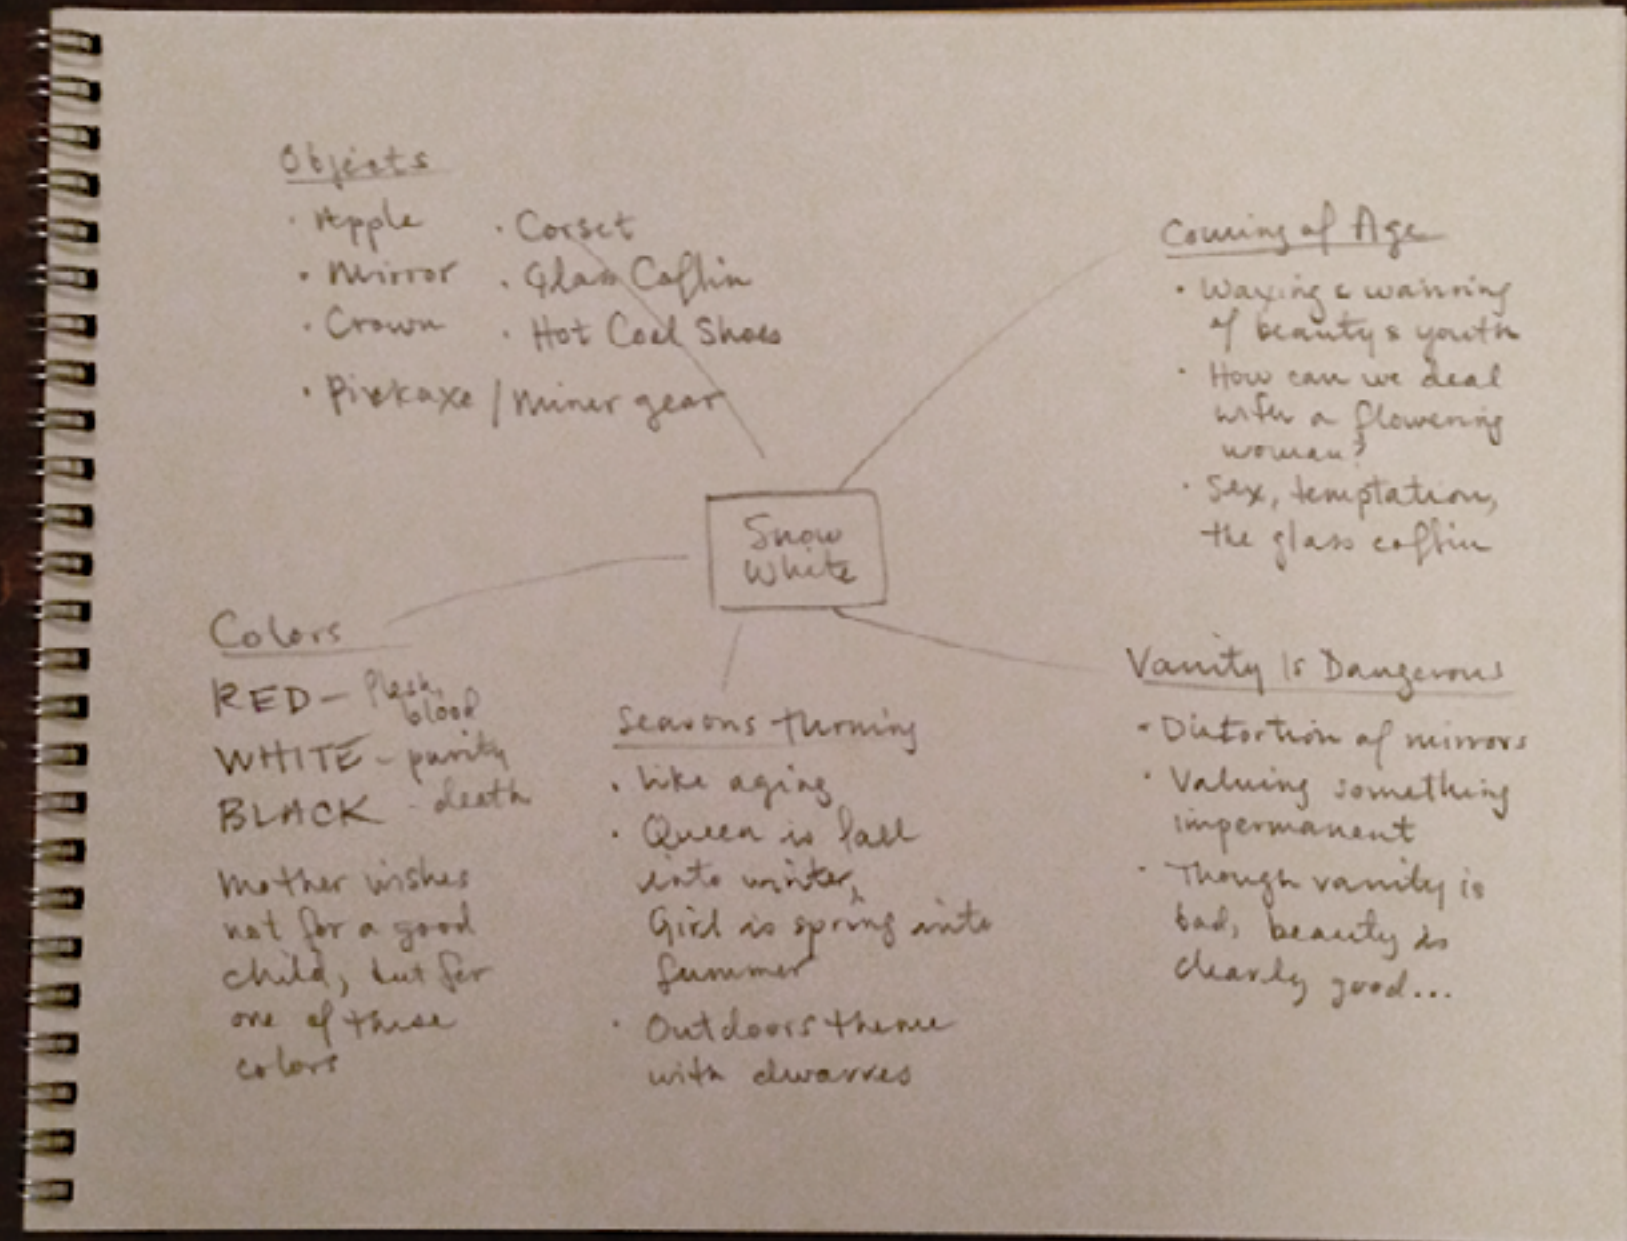 Objects
· Apple
· Mirror
· Crown
· Corset
· Glass Coffin
· Hot Coal Shoes
· Pickaxe / miner gear
Coming of Age
· Waxing & wanning
of beauty & youth
· How can we deal
with a flowering
woman?
· Sex, temptation,
the glass coffin
Snow
White
Colors
RED - flesh,
blood
WHITE - purity
BLACK - death
Mother wishes
not for a good
child, but for
one of these
colors
Seasons turning
· like aging
· Queen is fall
into winter,
Girl is spring into
summer
· Outdoors theme
with dwarves
Vanity Is Dangerous
· Distortion of mirrors
· Valuing something
impermanent
· Though vanity is
bad, beauty is
clearly good...